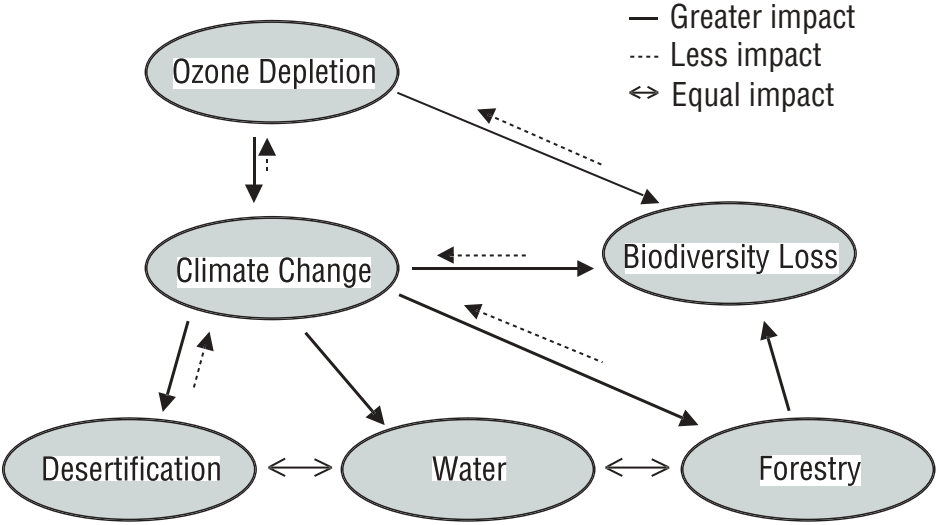 Greater impact
Less impact
Equal impact
Ozone Depletion
Climate Change
Biodiversity Loss
Desertification
Water
Forestry